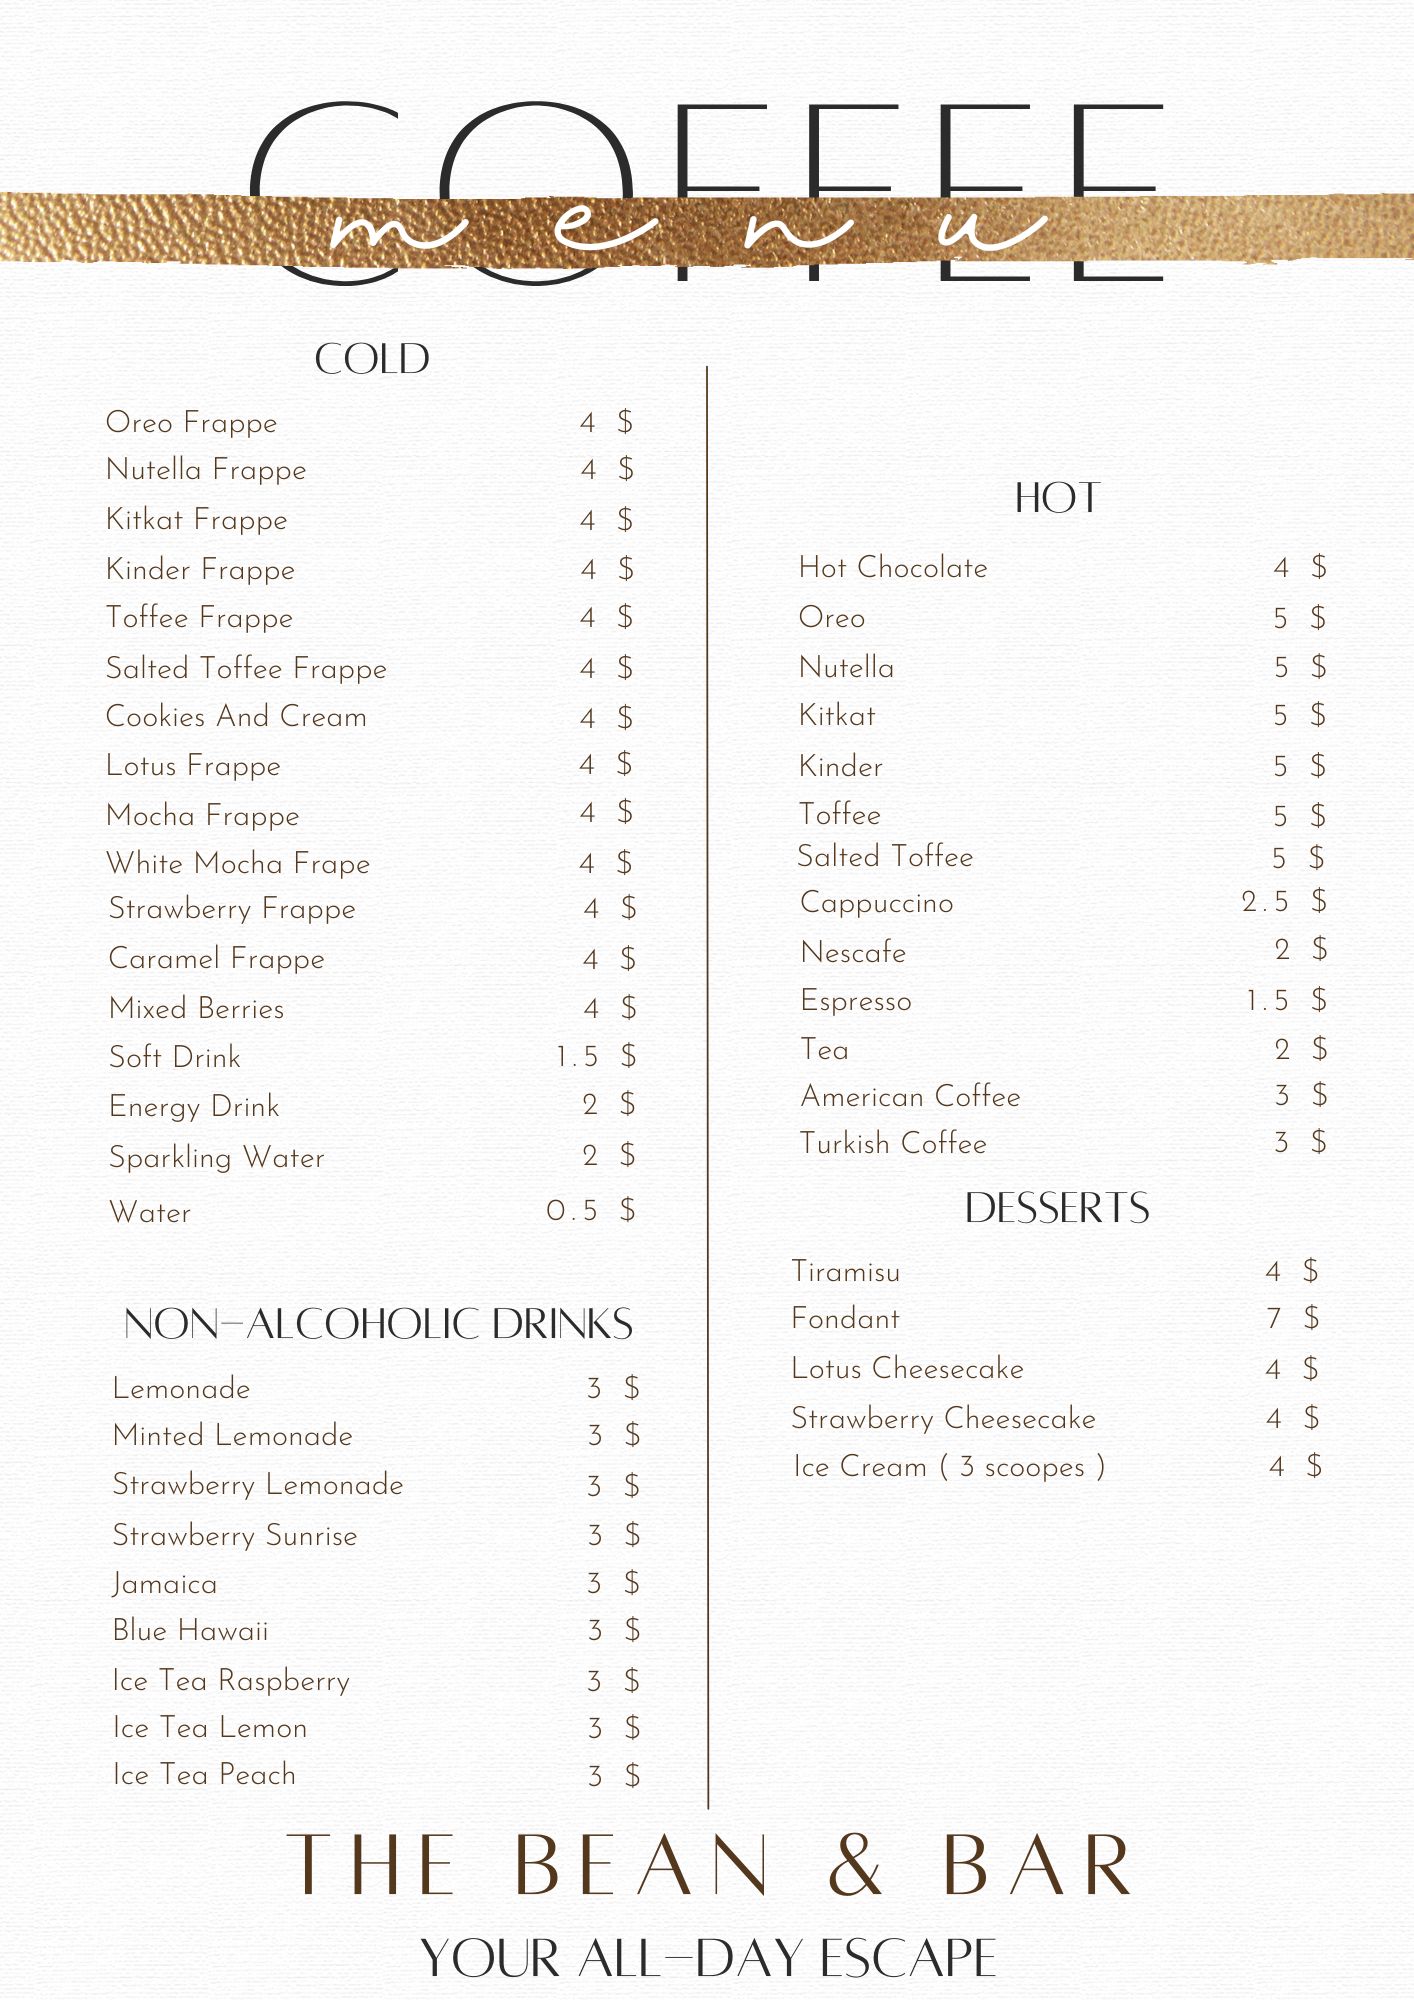 COFFEE
menu
COLD
Oreo Frappe 4 $
Nutella Frappe 4 $
Kitkat Frappe 4 $
Kinder Frappe 4 $
Toffee Frappe 4 $
Salted Toffee Frappe 4 $
Cookies And Cream 4 $
Lotus Frappe 4 $
Mocha Frappe 4 $
White Mocha Frape 4 $
Strawberry Frappe 4 $
Caramel Frappe 4 $
Mixed Berries 4 $
Soft Drink 1.5 $
Energy Drink 2 $
Sparkling Water 2 $
Water 0.5 $
NON-ALCOHOLIC DRINKS
Lemonade 3 $
Minted Lemonade 3 $
Strawberry Lemonade 3 $
Strawberry Sunrise 3 $
Jamaica 3 $
Blue Hawaii 3 $
Ice Tea Raspberry 3 $
Ice Tea Lemon 3 $
Ice Tea Peach 3 $
HOT
Hot Chocolate 4 $
Oreo 5 $
Nutella 5 $
Kitkat 5 $
Kinder 5 $
Toffee 5 $
Salted Toffee 5 $
Cappuccino 2.5 $
Nescafe 2 $
Espresso 1.5 $
Tea 2 $
American Coffee 3 $
Turkish Coffee 3 $
DESSERTS
Tiramisu 4 $
Fondant 7 $
Lotus Cheesecake 4 $
Strawberry Cheesecake 4 $
Ice Cream ( 3 scoopes ) 4 $
THE BEAN & BAR
YOUR ALL-DAY ESCAPE